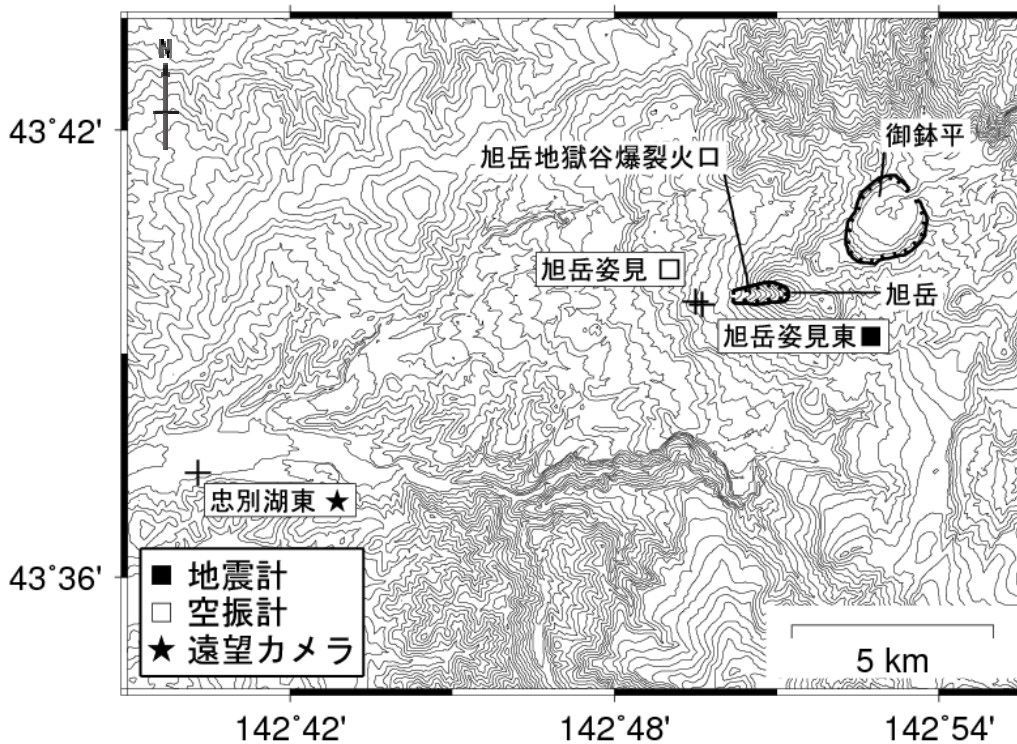 N
43°42'
御鉢平
旭岳地獄谷爆裂火口
旭岳姿見 □
旭岳
旭岳姿見東■
忠別湖東 ★
43°36'
■ 地震計
□ 空振計
★ 遠望カメラ
5 km
142°42'
142°48'
142°54'